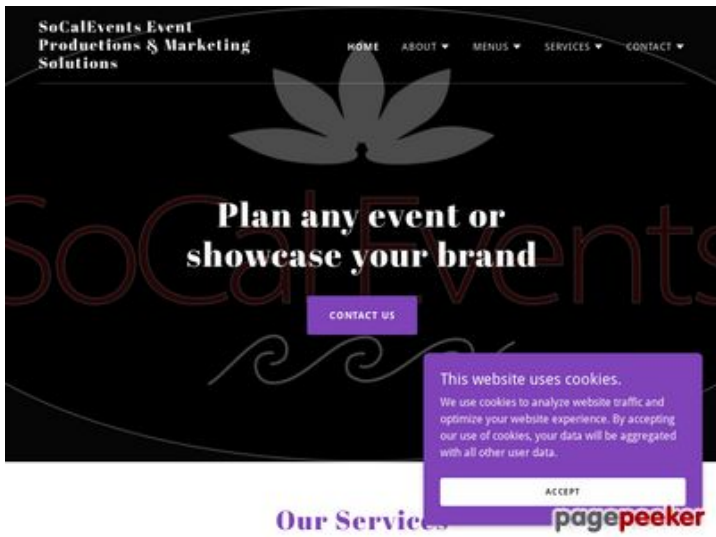 SoCalEvents Event
Productions & Marketing
Solutions
HOME ABOUT MENUS SERVICES CONTACT
SoCalEvents
Plan any event or
showcase your brand
CONTACT US
This website uses cookies.
We use cookies to analyze website traffic and
optimize your website experience. By accepting
our use of cookies, your data will be aggregated
with all other user data.
ACCEPT
Our Services
pagepeeker